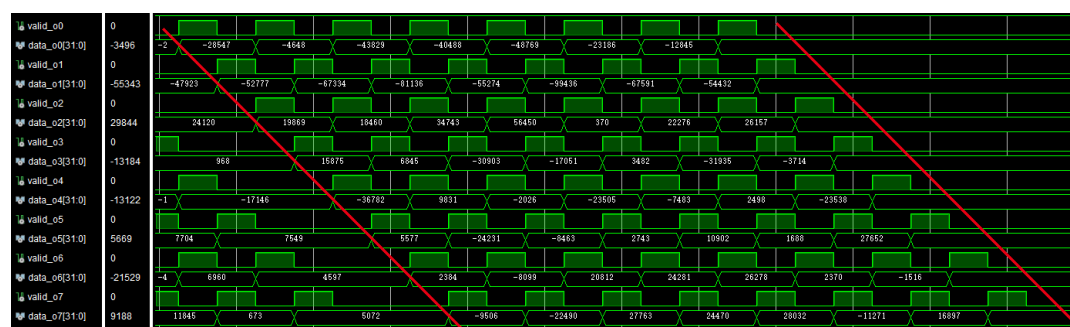 valid_o0 0
data_o0[31:0] -3496 -2 -28547 -4648 -43829 -40488 -48769 -23186 -12845
valid_o1 0
data_o1[31:0] -55343 -47923 -52777 -67334 -81136 -55274 -99436 -67591 -54432
valid_o2 0
data_o2[31:0] 29844 24120 19869 18460 34743 56450 370 22276 26157
valid_o3 0
data_o3[31:0] -13184 968 15875 6845 -30903 -17051 3482 -31935 -3714
valid_o4 0
data_o4[31:0] -13122 -1 -17146 -36782 9831 -2026 -23505 -7483 2498 -23538
valid_o5 0
data_o5[31:0] 5669 7704 7549 5577 -24231 -8463 2743 10902 1688 27652
valid_o6 0
data_o6[31:0] -21529 -4 6960 4597 2384 -8099 20812 24281 26278 2370 -1516
valid_o7 0
data_o7[31:0] 9188 11845 673 5072 -9506 -22490 27763 24470 28032 -11271 16897